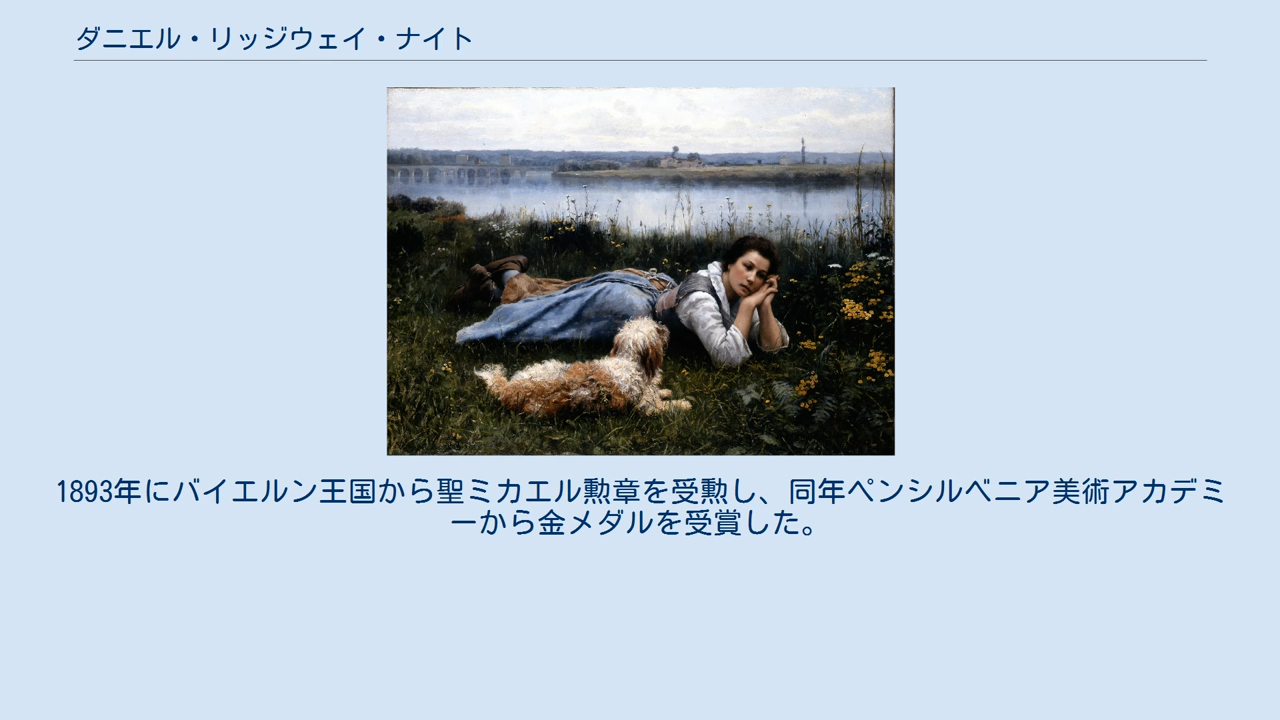 ダニエル・リッジウェイ・ナイト
1893年にバイエルン王国から聖ミカエル勲章を受勲し、同年ペンシルベニア美術アカデミ
ーから金メダルを受賞した。